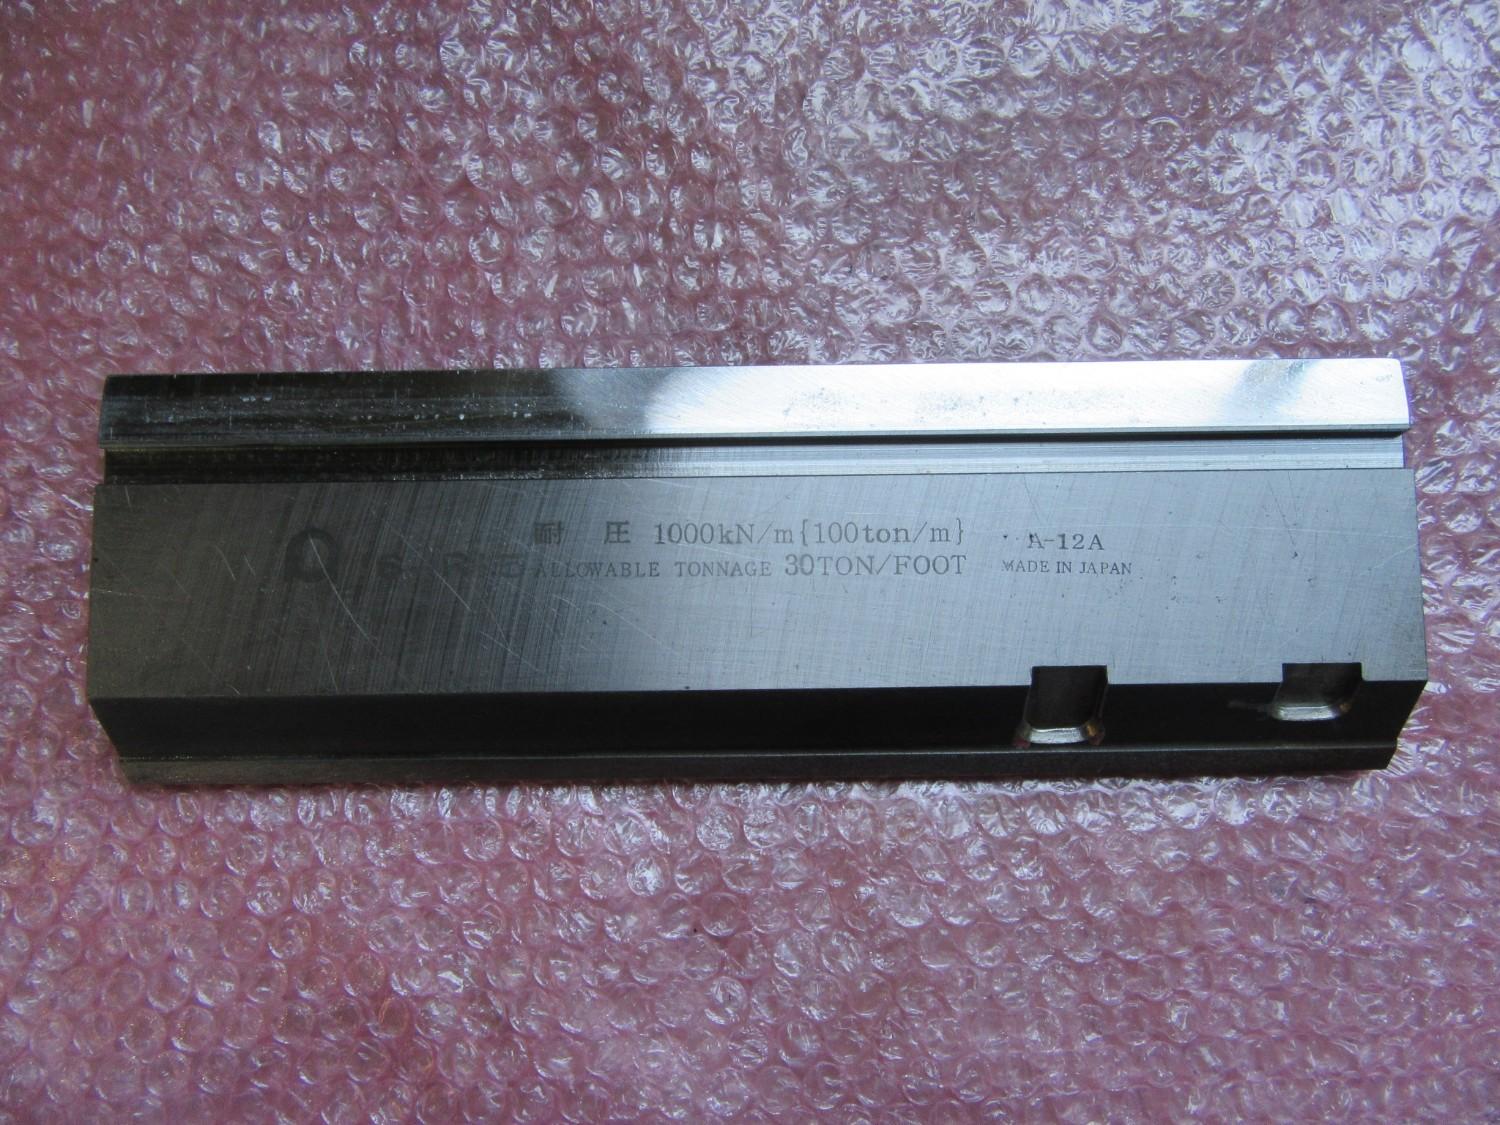 耐 圧 1000kN/m{100ton/m}
ALLOWABLE TONNAGE 30TON/FOOT
A-12A
MADE IN JAPAN